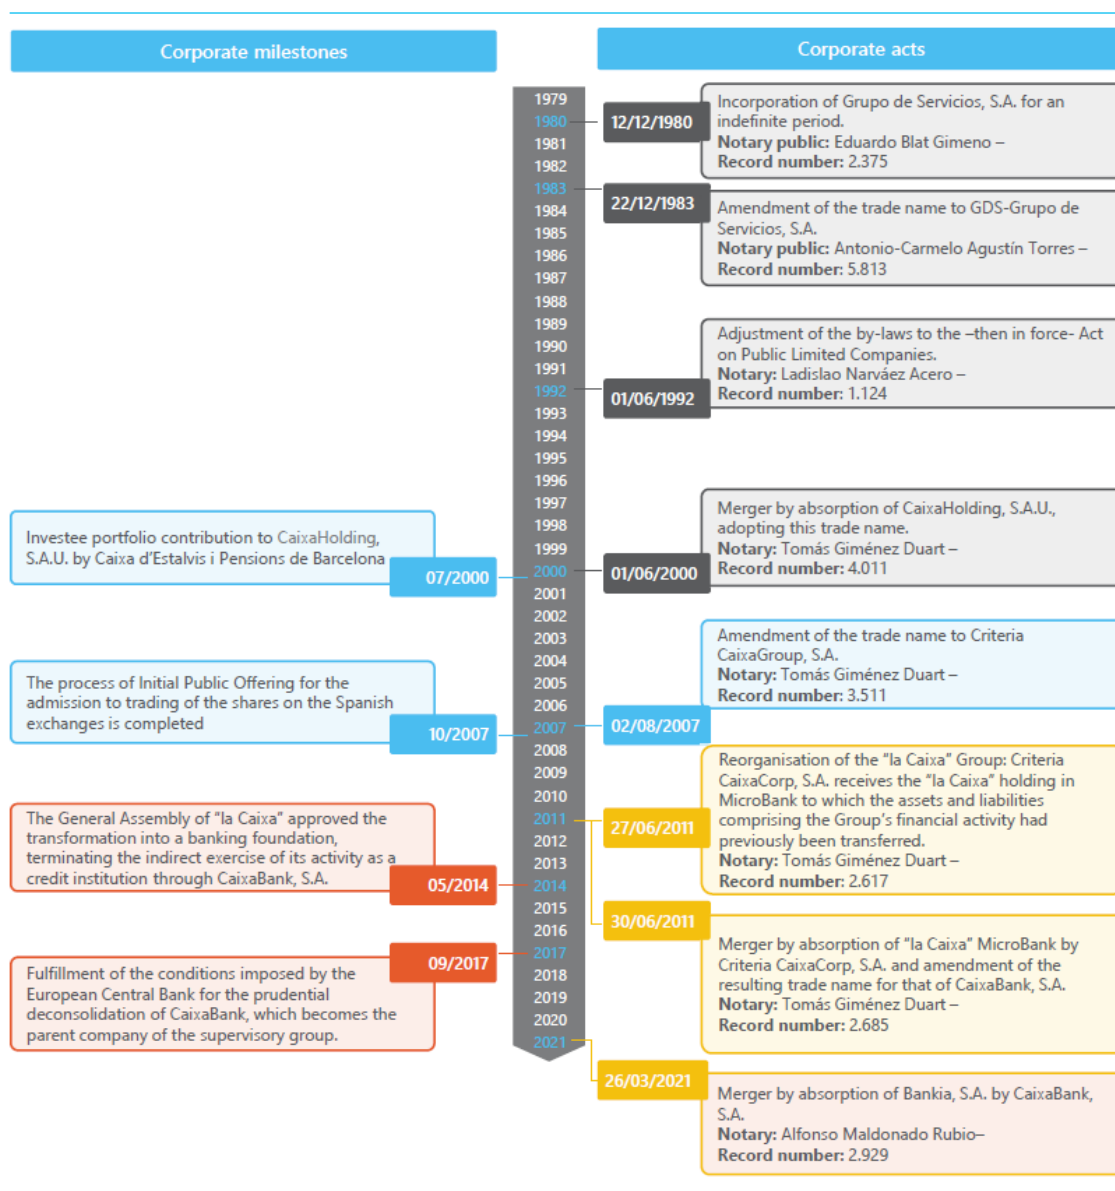 Corporate milestones
Corporate acts
1979
1980
1981
1982
1983
1984
1985
1986
1987
1988
1989
1990
1991
1992
1993
1994
1995
1996
1997
1998
1999
2000
2001
2002
2003
2004
2005
2006
2007
2008
2009
2010
2011
2012
2013
2014
2015
2016
2017
2018
2019
2020
2021
Investee portfolio contribution to CaixaHolding,
S.A.U. by Caixa d'Estalvis i Pensions de Barcelona
07/2000
The process of Initial Public Offering for the
admission to trading of the shares on the Spanish
exchanges is completed
10/2007
The General Assembly of "la Caixa" approved the
transformation into a banking foundation,
terminating the indirect exercise of its activity as a
credit institution through CaixaBank, S.A.
05/2014
09/2017
Fulfillment of the conditions imposed by the
European Central Bank for the prudential
deconsolidation of CaixaBank, which becomes the
parent company of the supervisory group.
12/12/1980
Incorporation of Grupo de Servicios, S.A. for an
indefinite period.
Notary public: Eduardo Blat Gimeno –
Record number: 2.375
22/12/1983
Amendment of the trade name to GDS-Grupo de
Servicios, S.A.
Notary public: Antonio-Carmelo Agustín Torres –
Record number: 5.813
01/06/1992
Adjustment of the by-laws to the –then in force- Act
on Public Limited Companies.
Notary: Ladislao Narváez Acero –
Record number: 1.124
01/06/2000
Merger by absorption of CaixaHolding, S.A.U.,
adopting this trade name.
Notary: Tomás Giménez Duart –
Record number: 4.011
02/08/2007
Amendment of the trade name to Criteria
CaixaGroup, S.A.
Notary: Tomás Giménez Duart –
Record number: 3.511
27/06/2011
Reorganisation of the "la Caixa" Group: Criteria
CaixaCorp, S.A. receives the "la Caixa" holding in
MicroBank to which the assets and liabilities
comprising the Group's financial activity had
previously been transferred.
Notary: Tomás Giménez Duart –
Record number: 2.617
30/06/2011
Merger by absorption of "la Caixa" MicroBank by
Criteria CaixaCorp, S.A. and amendment of the
resulting trade name for that of CaixaBank, S.A.
Notary: Tomás Giménez Duart –
Record number: 2.685
26/03/2021
Merger by absorption of Bankia, S.A. by CaixaBank,
S.A.
Notary: Alfonso Maldonado Rubio–
Record number: 2.929